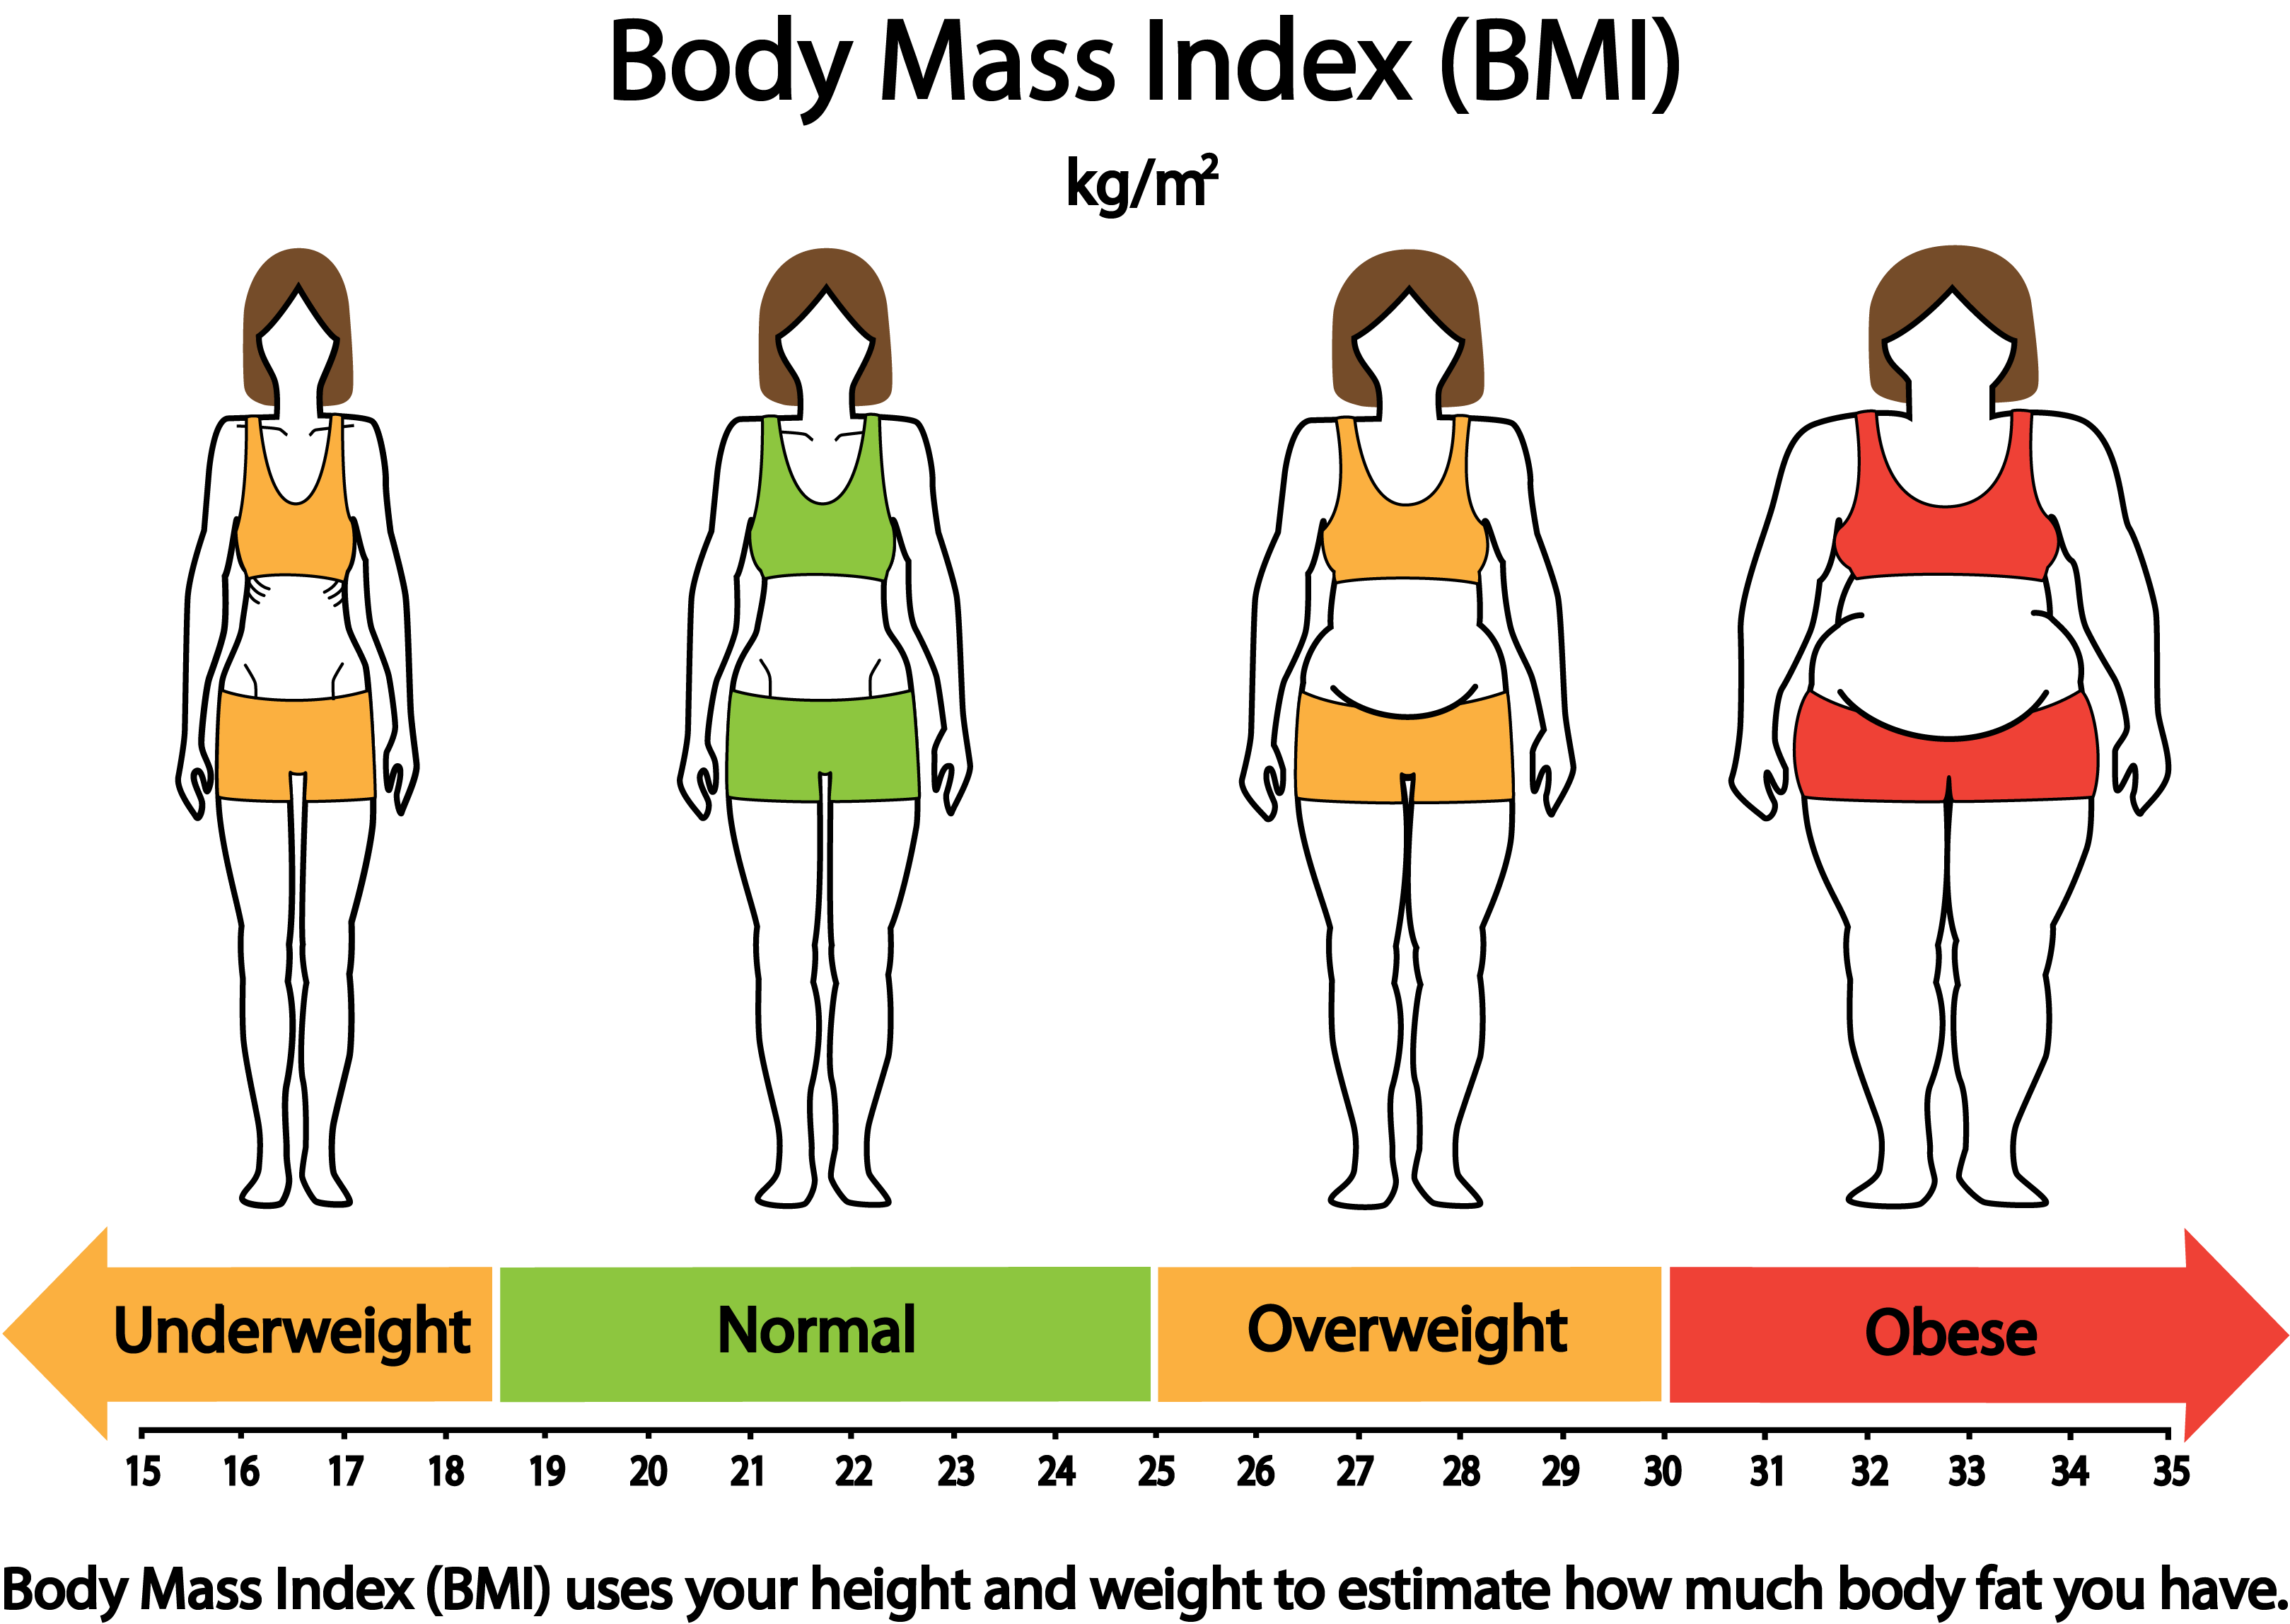 Body Mass Index (BMI)
kg/m²
Underweight Normal Overweight Obese
15 16 17 18 19 20 21 22 23 24 25 26 27 28 29 30 31 32 33 34 35
Body Mass Index (BMI) uses your height and weight to estimate how much body fat you have.